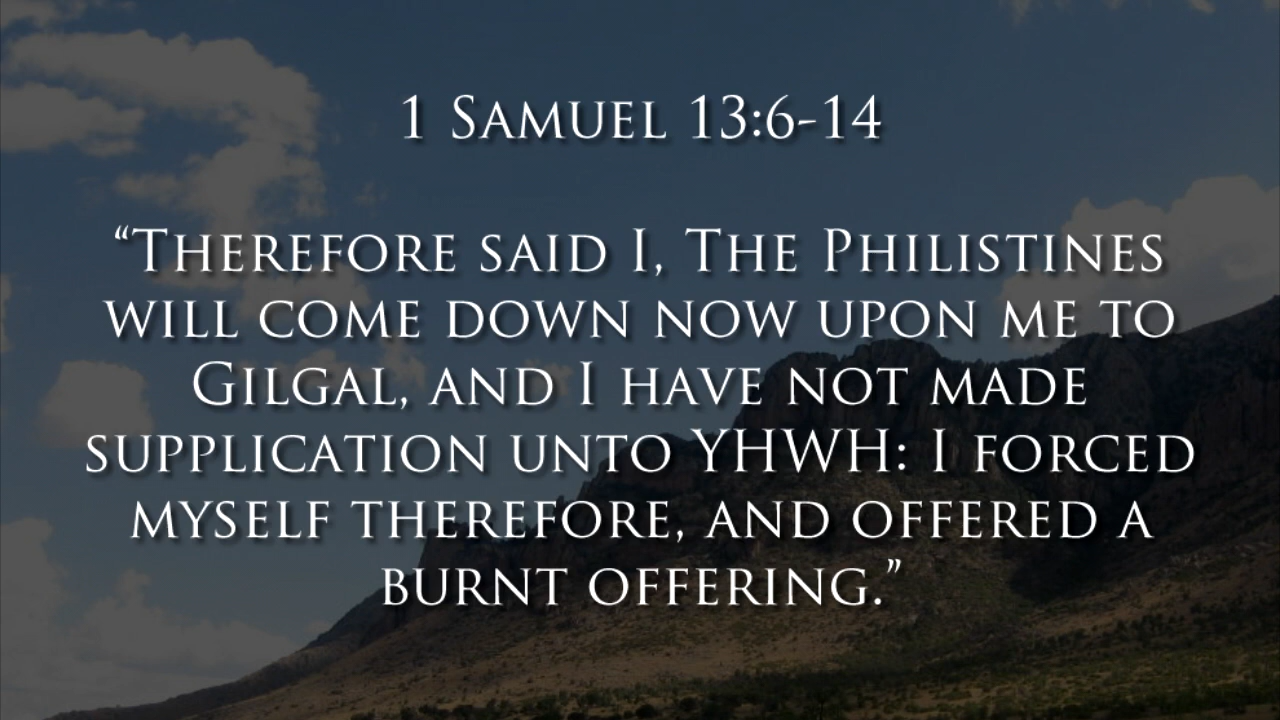 1 Samuel 13:6-14
“Therefore said I, The Philistines
will come down now upon me to
Gilgal, and I have not made
supplication unto YHWH: I forced
myself therefore, and offered a
burnt offering.”